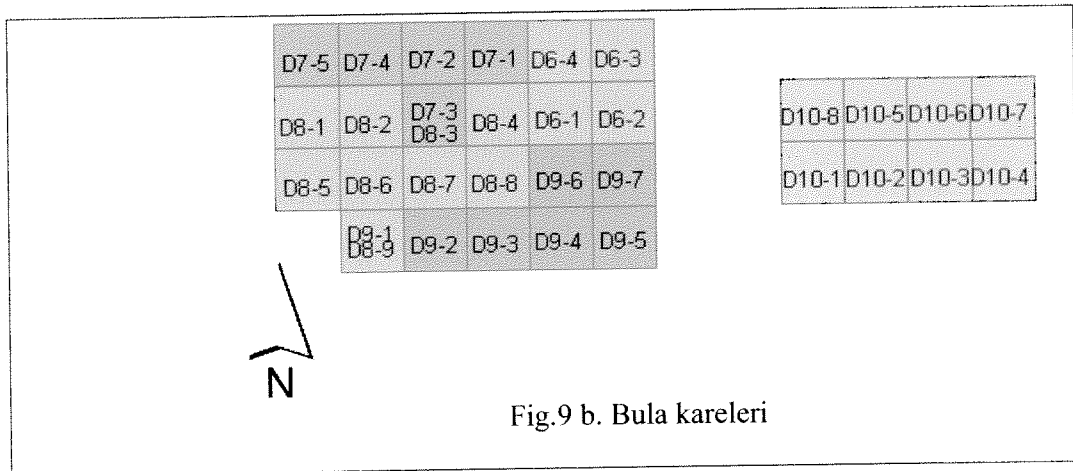 D7-5 D7-4 D7-2 D7-1 D6-4 D6-3
D8-1 D8-2 D7-3 D8-3 D8-4 D6-1 D6-2
D8-5 D8-6 D8-7 D8-8 D9-6 D9-7
D9-1 D8-9 D9-2 D9-3 D9-4 D9-5
D10-8 D10-5 D10-6 D10-7
D10-1 D10-2 D10-3 D10-4
N
Fig.9 b. Bula kareleri